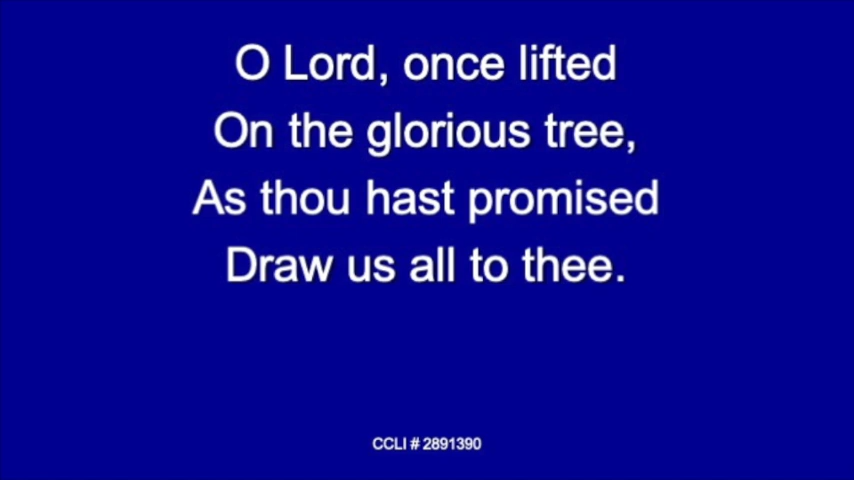 O Lord, once lifted
On the glorious tree,
As thou hast promised
Draw us all to thee.
CCLI # 2891390